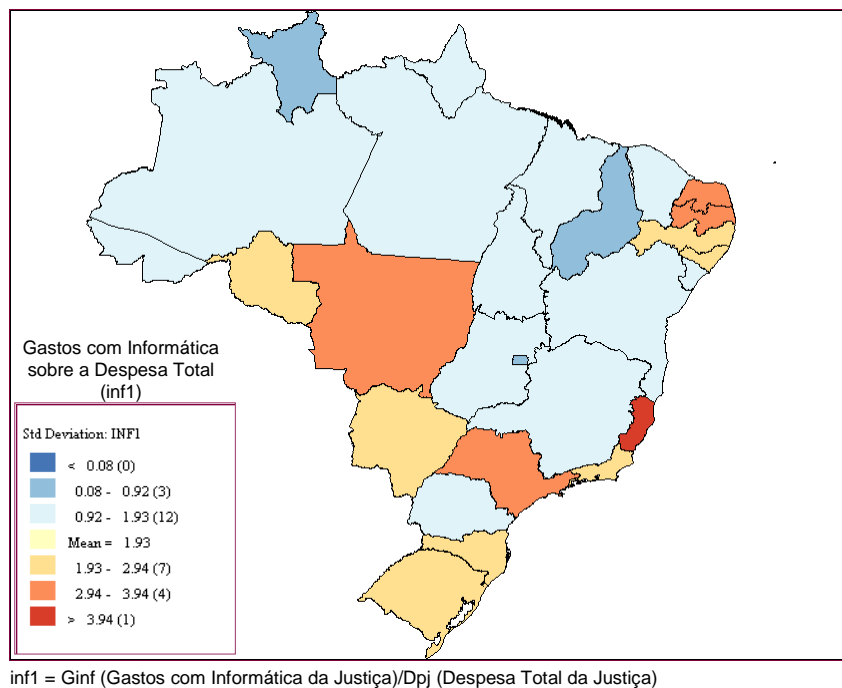 Gastos com Informática
sobre a Despesa Total
(inf1)
Std Deviation: INF1
< 0.08 (0)
0.08 - 0.92 (3)
0.92 - 1.93 (12)
Mean = 1.93
1.93 - 2.94 (7)
2.94 - 3.94 (4)
> 3.94 (1)
inf1 = Ginf (Gastos com Informática da Justiça)/Dpj (Despesa Total da Justiça)